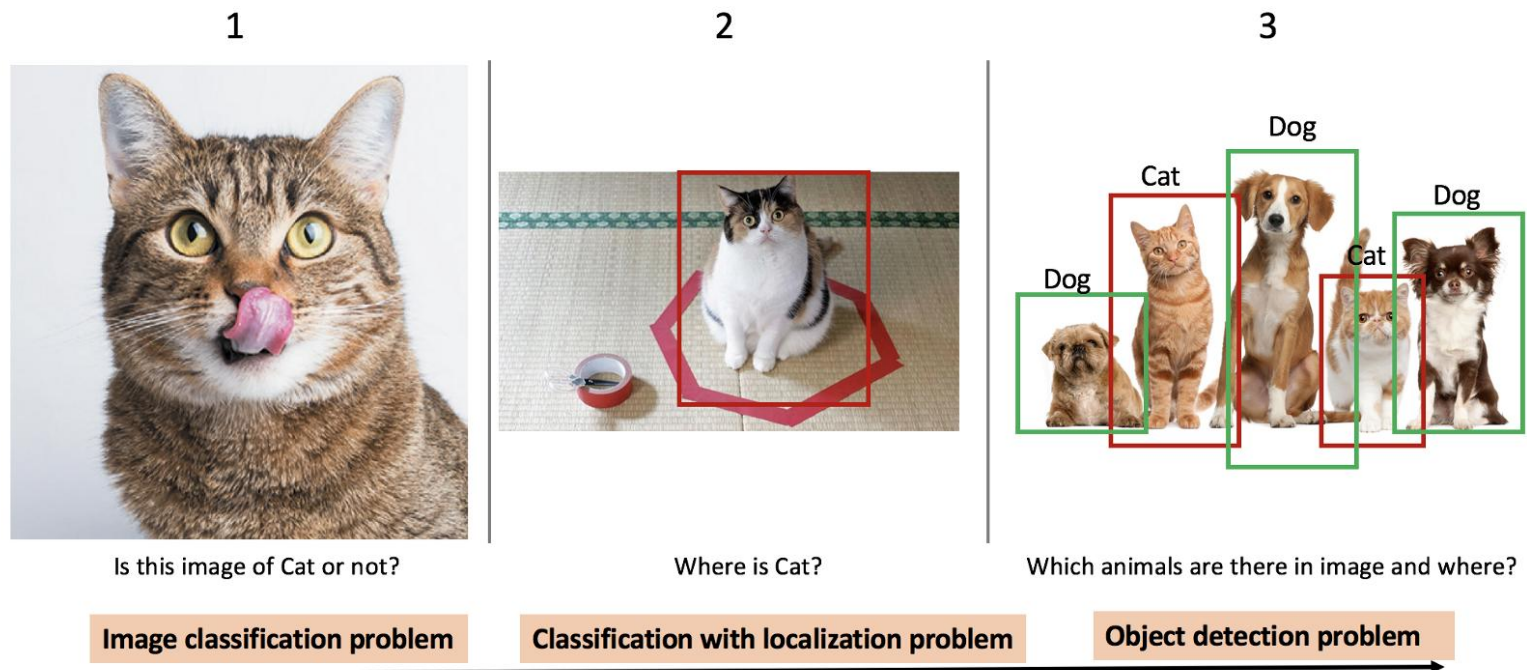 1
2
3
Dog
Cat
Dog
Cat
Dog
Is this image of Cat or not?
Where is Cat?
Which animals are there in image and where?
Image classification problem
Classification with localization problem
Object detection problem